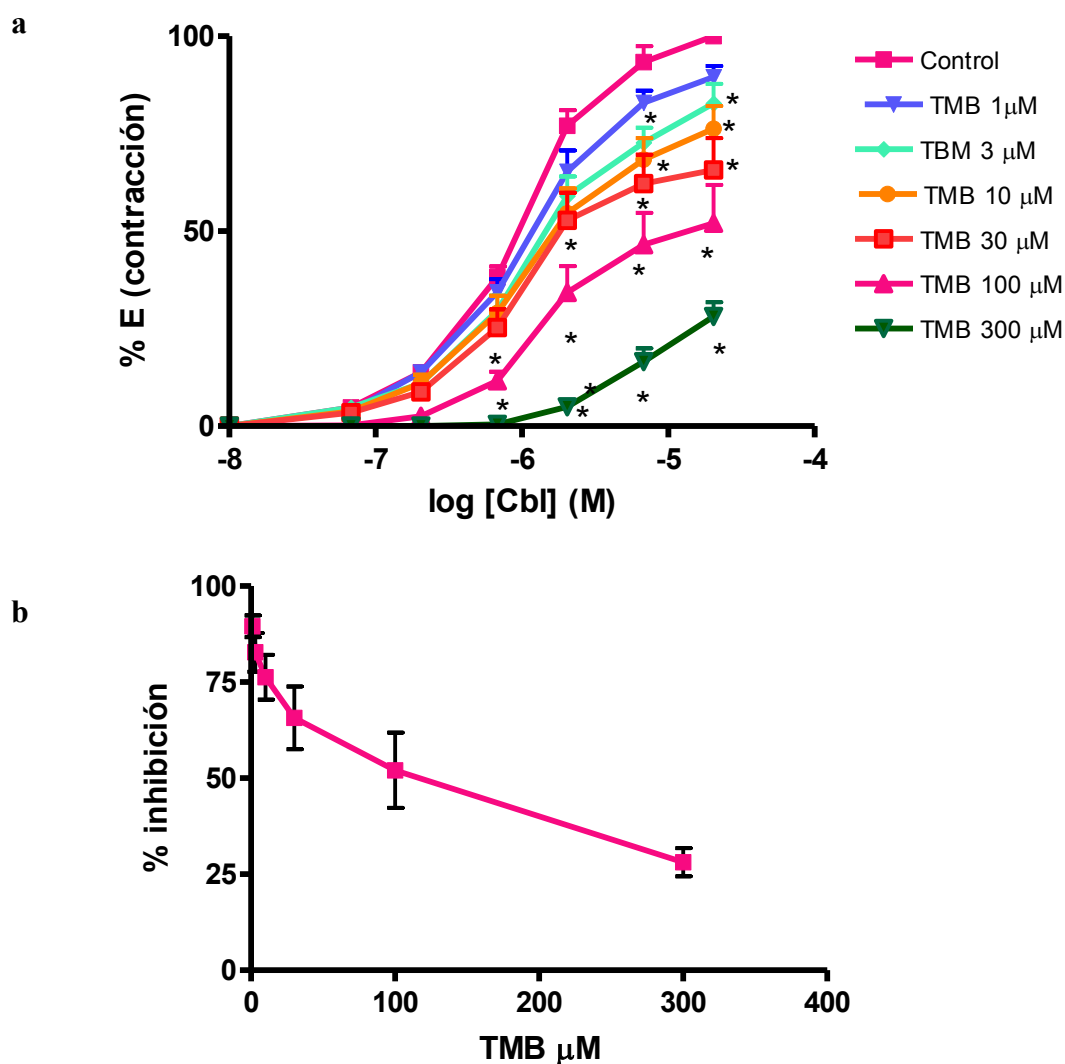 a
100
50
0
% E (contracción)
-8 -7 -6 -5 -4
log [Cbl] (M)
Control
TMB 1μM
TBM 3 μM
TMB 10 μM
TMB 30 μM
TMB 100 μM
TMB 300 μM
* * * * * * * * * * * * * * * * * *
b
100
75
50
25
0
% inhibición
0 100 200 300 400
TMB μM